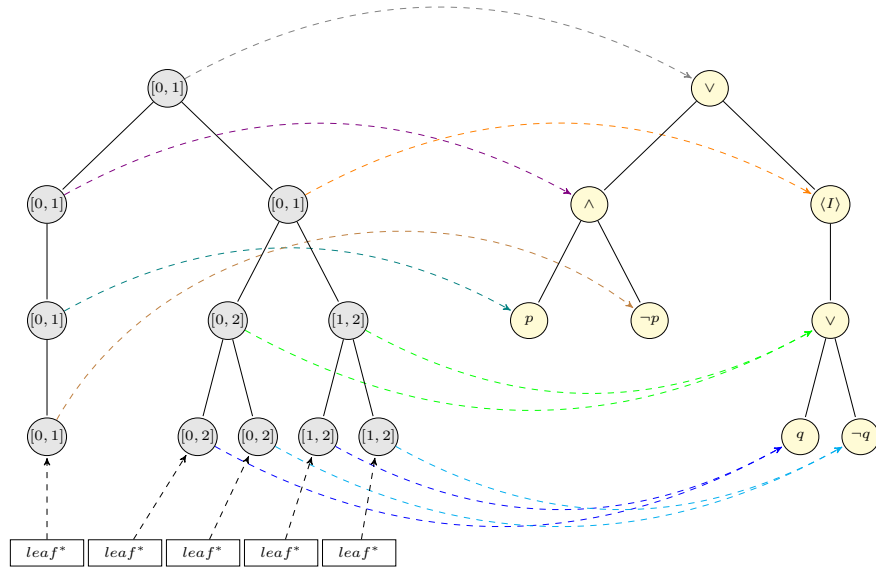 [0, 1] ∨
[0, 1] [0, 1] ∧ ⟨I⟩
[0, 1] [0, 2] [1, 2] p ¬p ∨
[0, 1] [0, 2] [0, 2] [1, 2] [1, 2] q ¬q
leaf* leaf* leaf* leaf* leaf*